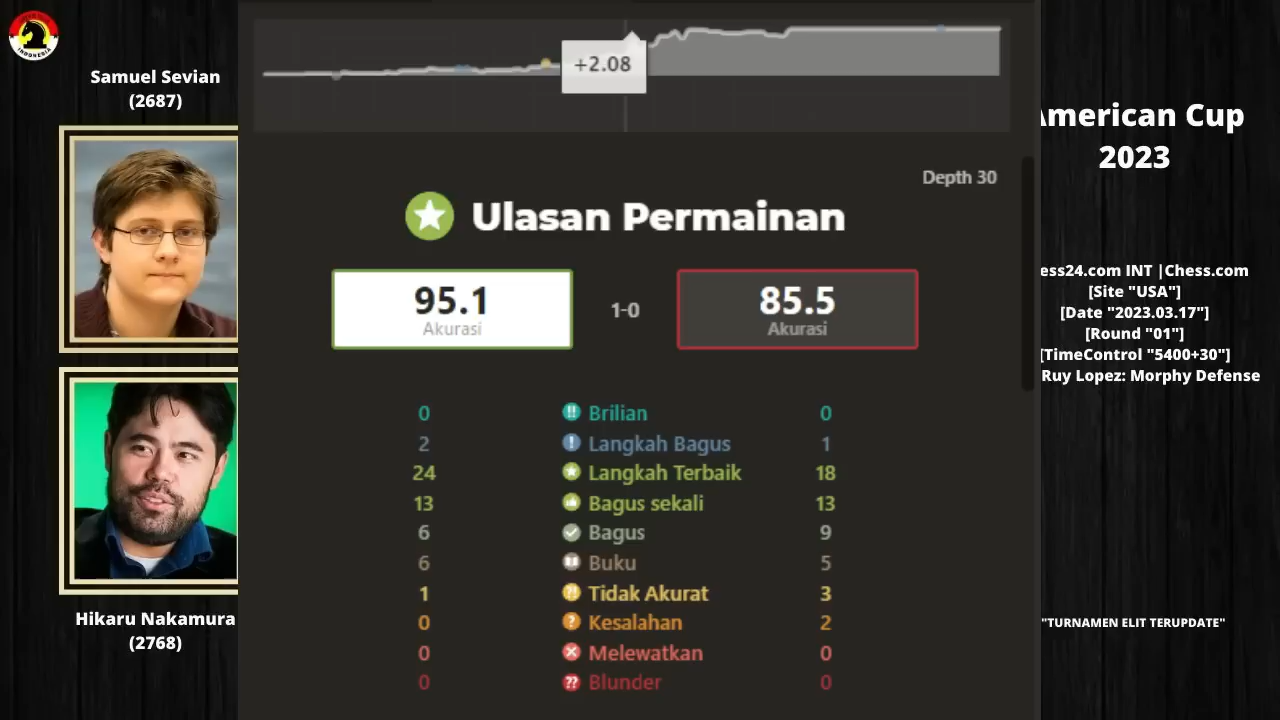 INDONESIA
Samuel Sevian
(2687)
Hikaru Nakamura
(2768)
+2.08
Depth 30
Ulasan Permainan
95.1
Akurasi
1-0
85.5
Akurasi
0 Brilian 0
2 Langkah Bagus 1
24 Langkah Terbaik 18
13 Bagus sekali 13
6 Bagus 9
6 Buku 5
1 Tidak Akurat 3
0 Kesalahan 2
0 Melewatkan 0
0 Blunder 0
American Cup
2023
ess24.com INT |Chess.com
[Site "USA"]
[Date "2023.03.17"]
[Round "01"]
[TimeControl "5400+30"]
Ruy Lopez: Morphy Defense
"TURNAMEN ELIT TERUPDATE"